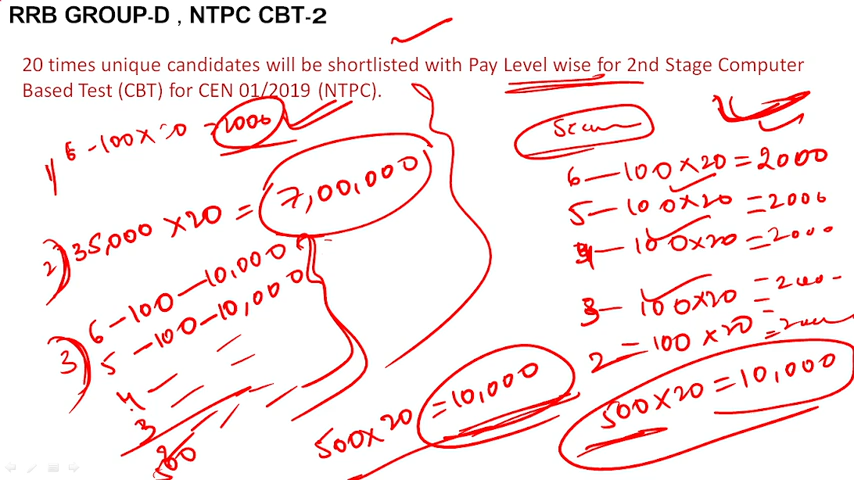 RRB GROUP-D , NTPC CBT-2
20 times unique candidates will be shortlisted with Pay Level wise for 2nd Stage Computer
Based Test (CBT) for CEN 01/2019 (NTPC).
1) 6 - 100 x 20 = 2000
2) 35,000 x 20 = 7,00,000
3) 6 - 100 - 10,000
5 - 100 - 10,000
4
3
500
500 x 20 = 10,000
6 - 100 x 20 = 2000
5 - 100 x 20 = 2000
4 - 100 x 20 = 2000
3 - 100 x 20 = 2000
2 - 100 x 20 = 2000
500 x 20 = 10,000